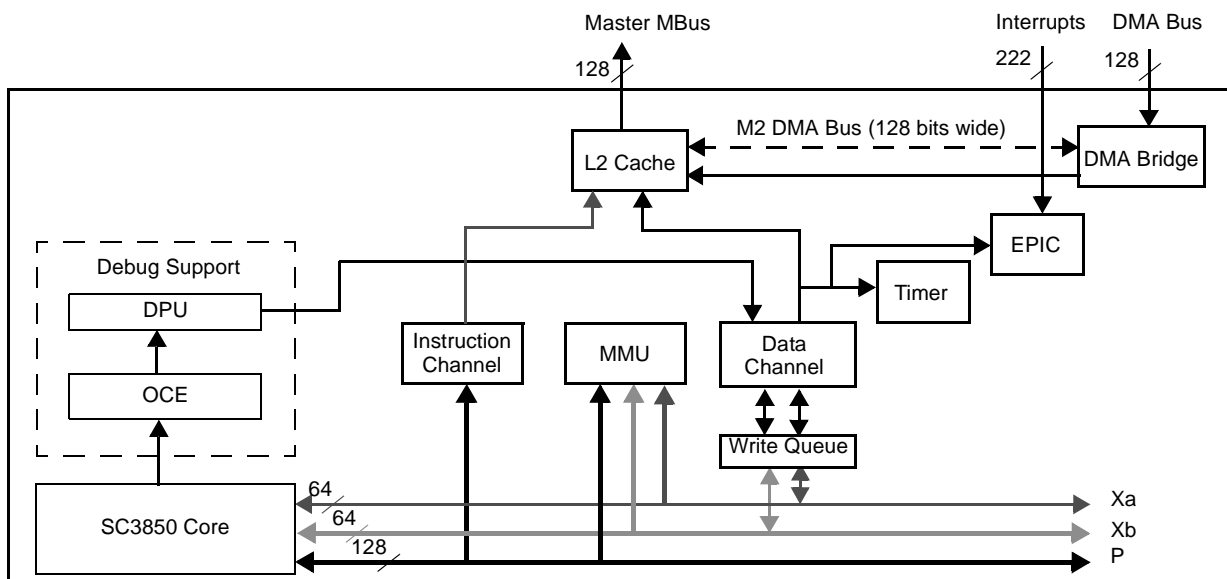 Master MBus
Interrupts
DMA Bus
128
222
128
M2 DMA Bus (128 bits wide)
L2 Cache
DMA Bridge
EPIC
Debug Support
Timer
DPU
Instruction
Channel
MMU
Data
Channel
OCE
Write Queue
64
Xa
SC3850 Core
64
Xb
128
P